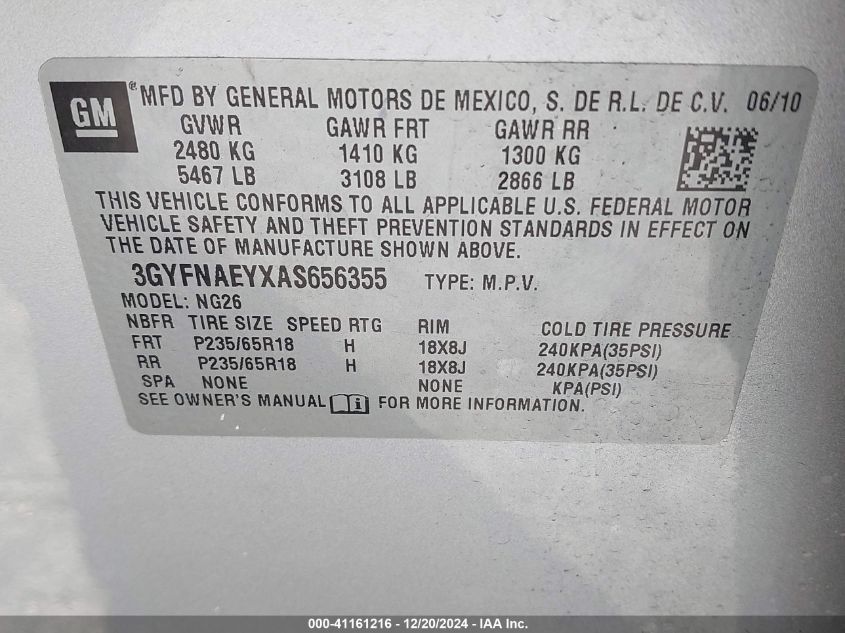 GM ® MFD BY GENERAL MOTORS DE MEXICO, S. DE R.L. DE C.V. 06/10
GVWR GAWR FRT GAWR RR
2480 KG 1410 KG 1300 KG
5467 LB 3108 LB 2866 LB
THIS VEHICLE CONFORMS TO ALL APPLICABLE U.S. FEDERAL MOTOR
VEHICLE SAFETY AND THEFT PREVENTION STANDARDS IN EFFECT ON
THE DATE OF MANUFACTURE SHOWN ABOVE.
3GYFNAEYXAS656355 TYPE: M.P.V.
MODEL: NG26
NBFR TIRE SIZE SPEED RTG RIM COLD TIRE PRESSURE
FRT P235/65R18 H 18X8J 240KPA(35PSI)
RR P235/65R18 H 18X8J 240KPA(35PSI)
SPA NONE NONE KPA(PSI)
SEE OWNER'S MANUAL FOR MORE INFORMATION.
000-41161216 - 12/20/2024 - IAA Inc.